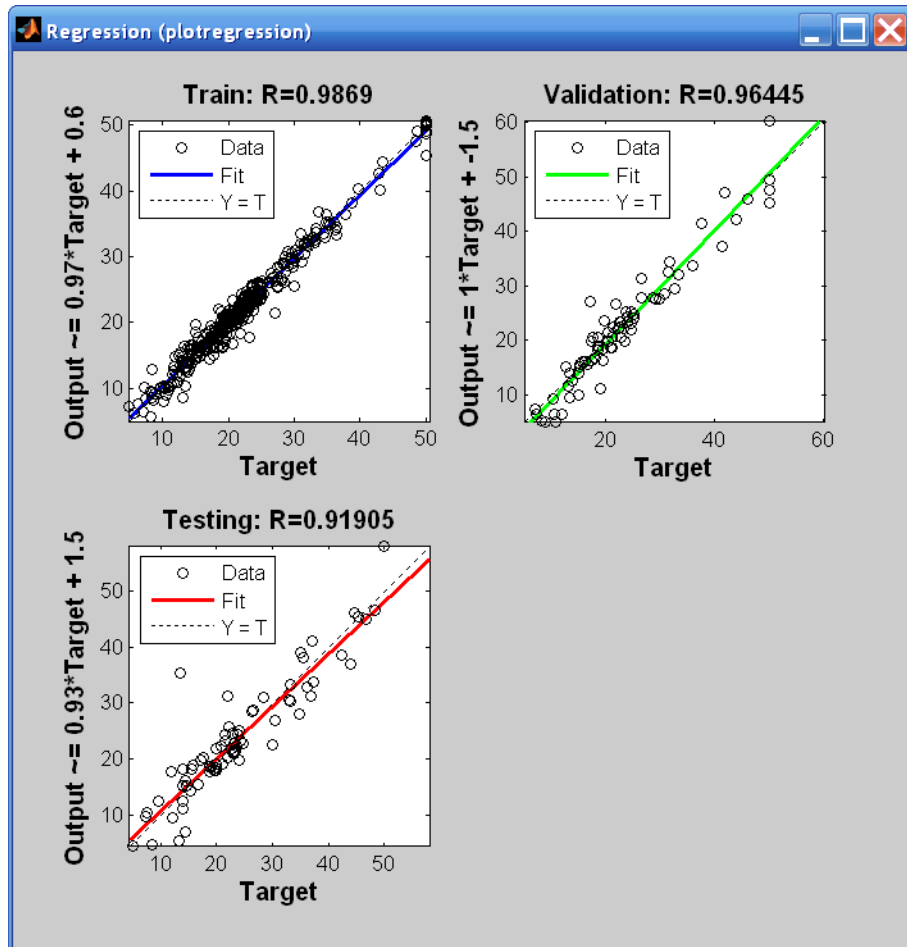 Regression (plotregression)
Train: R=0.9869
Output ~= 0.97*Target + 0.6
50
40
30
20
10
Data
Fit
Y = T
10
20
30
40
50
Target
Validation: R=0.96445
Output ~= 1*Target + -1.5
60
50
40
30
20
10
Data
Fit
Y = T
20
40
60
Target
Testing: R=0.91905
Output ~= 0.93*Target + 1.5
50
40
30
20
10
Data
Fit
Y = T
10
20
30
40
50
Target